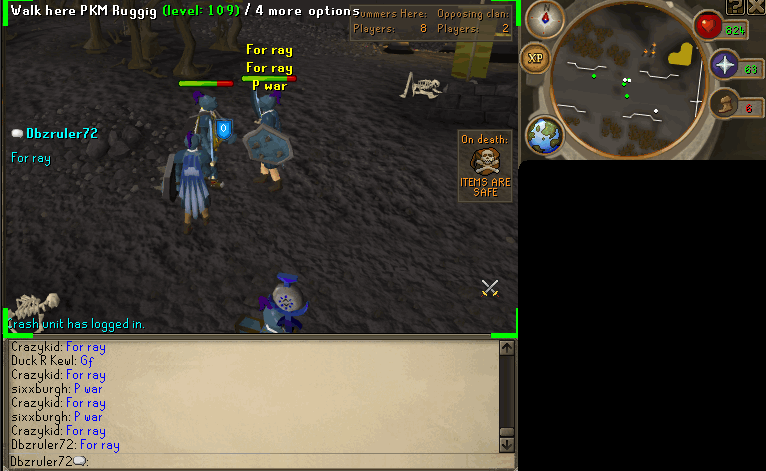 Walk here PKM Ruggig (level: 109) / 4 more options
ummers Here: Opposing clan:
Players: 8 Players: 2
For ray
For ray
P war
Dbzruler72
For ray
0
On death:
ITEMS ARE
SAFE
Crash unit has logged in.
Crazykid: For ray
Duck R Kewl: Gf
Crazykid: For ray
sixxburgh: P war
Crazykid: For ray
sixxburgh: P war
Crazykid: For ray
Dbzruler72: For ray
Dbzruler72:
?
XP
824
63
6